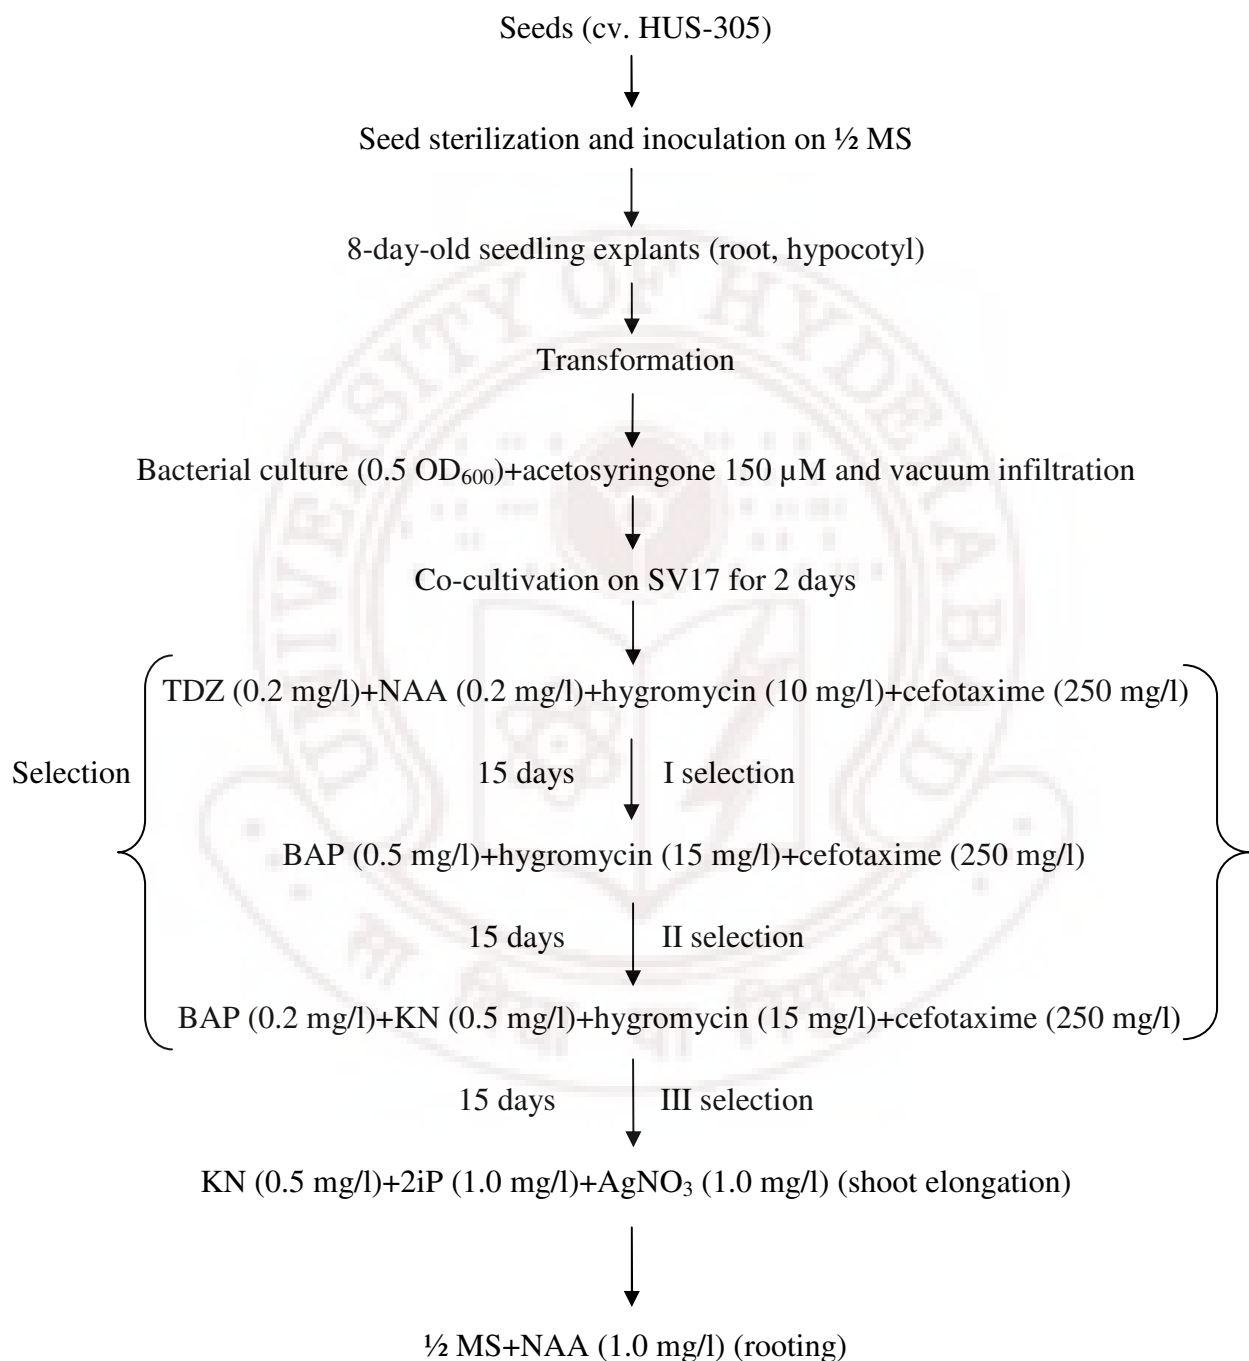 Seeds (cv. HUS-305)
Seed sterilization and inoculation on ½ MS
8-day-old seedling explants (root, hypocotyl)
Transformation
Bacterial culture (0.5 OD₆₀₀)+acetosyringone 150 µM and vacuum infiltration
Co-cultivation on SV17 for 2 days
TDZ (0.2 mg/l)+NAA (0.2 mg/l)+hygromycin (10 mg/l)+cefotaxime (250 mg/l)
Selection 15 days I selection
BAP (0.5 mg/l)+hygromycin (15 mg/l)+cefotaxime (250 mg/l)
15 days II selection
BAP (0.2 mg/l)+KN (0.5 mg/l)+hygromycin (15 mg/l)+cefotaxime (250 mg/l)
15 days III selection
KN (0.5 mg/l)+2iP (1.0 mg/l)+AgNO₃ (1.0 mg/l) (shoot elongation)
½ MS+NAA (1.0 mg/l) (rooting)
UNIVERSITY OF HYDERABAD
सा विद्या या विमुक्तये